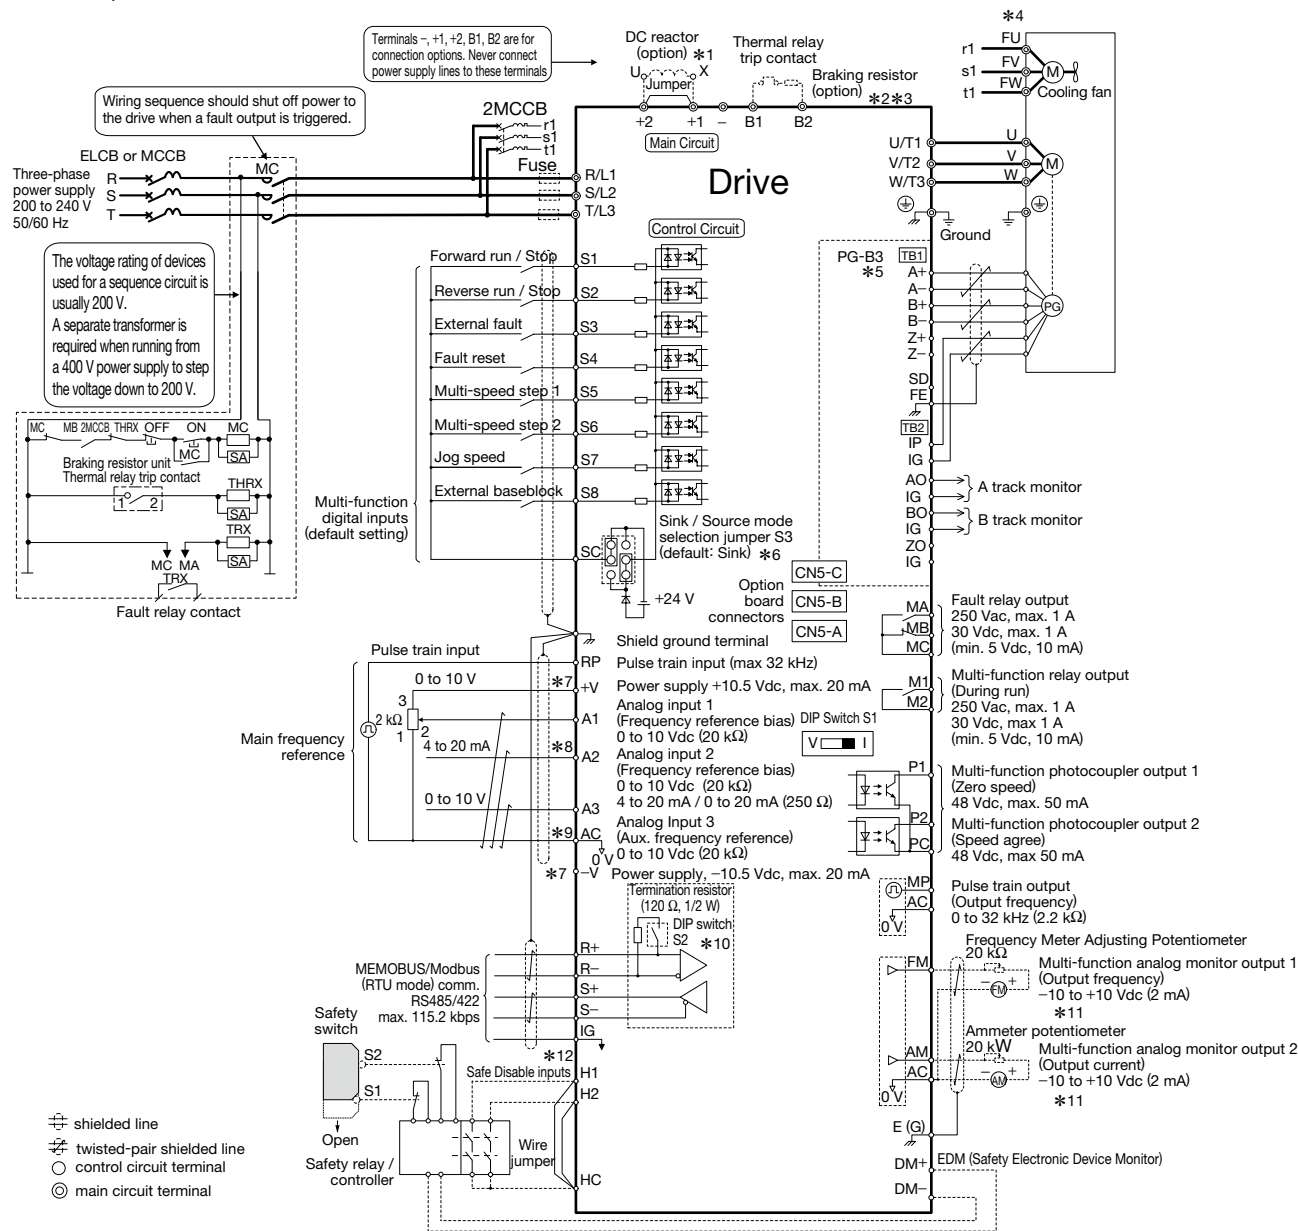 Terminals –, +1, +2, B1, B2 are for
connection options. Never connect
power supply lines to these terminals
DC reactor
(option) *1
U X
Jumper
Thermal relay
trip contact
Braking resistor
(option) *2*3
+2 +1 – B1 B2
Main Circuit
*4
r1 FU
s1 FV
t1 FW
M
Cooling fan
Wiring sequence should shut off power to
the drive when a fault output is triggered.
2MCCB
r1
s1
t1
Fuse
ELCB or MCCB
MC
Three-phase
power supply
200 to 240 V
50/60 Hz
R
S
T
R/L1
S/L2
T/L3
Drive
U/T1 U
V/T2 V
W/T3 W
M
Ground
The voltage rating of devices
used for a sequence circuit is
usually 200 V.
A separate transformer is
required when running from
a 400 V power supply to step
the voltage down to 200 V.
Control Circuit
Forward run / Stop S1
Reverse run / Stop S2
External fault S3
Fault reset S4
Multi-speed step 1 S5
Multi-speed step 2 S6
Jog speed S7
External baseblock S8
Multi-function
digital inputs
(default setting)
SC
Sink / Source mode
selection jumper S3
(default: Sink) *6
+24 V
PG-B3
*5
TB1
A+
A–
B+
B–
Z+
Z–
PG
SD
FE
TB2
IP
IG
AO
IG
A track monitor
BO
IG
B track monitor
ZO
IG
MC MB 2MCCB THRX OFF ON MC
MC
SA
Braking resistor unit
Thermal relay trip contact
1 2
THRX
SA
TRX
SA
MC MA
TRX
Fault relay contact
Option
board
connectors
CN5-C
CN5-B
CN5-A
MA
MB
MC
Fault relay output
250 Vac, max. 1 A
30 Vdc, max. 1 A
(min. 5 Vdc, 10 mA)
M1
M2
Multi-function relay output
(During run)
250 Vac, max. 1 A
30 Vdc, max 1 A
(min. 5 Vdc, 10 mA)
Shield ground terminal
Pulse train input
RP
Pulse train input (max 32 kHz)
0 to 10 V
*7 +V
Power supply +10.5 Vdc, max. 20 mA
3
2 kΩ
1 2
A1
Analog input 1
(Frequency reference bias)
0 to 10 Vdc (20 kΩ)
DIP Switch S1
V I
Main frequency
reference
4 to 20 mA
*8 A2
Analog input 2
(Frequency reference bias)
0 to 10 Vdc (20 kΩ)
4 to 20 mA / 0 to 20 mA (250 Ω)
0 to 10 V
A3
Analog Input 3
(Aux. frequency reference)
0 to 10 Vdc (20 kΩ)
*9 AC
0 V
*7 –V
Power supply, –10.5 Vdc, max. 20 mA
P1
Multi-function photocoupler output 1
(Zero speed)
48 Vdc, max. 50 mA
P2
PC
Multi-function photocoupler output 2
(Speed agree)
48 Vdc, max 50 mA
MP
AC
0 V
Pulse train output
(Output frequency)
0 to 32 kHz (2.2 kΩ)
Termination resistor
(120 Ω, 1/2 W)
DIP switch
S2 *10
MEMOBUS/Modbus
(RTU mode) comm.
RS485/422
max. 115.2 kbps
R+
R–
S+
S–
IG
Frequency Meter Adjusting Potentiometer
20 kΩ
FM
– +
FM
Multi-function analog monitor output 1
(Output frequency)
–10 to +10 Vdc (2 mA)
*11
Ammeter potentiometer
20 kW
AM
AC
– +
AM
0 V
Multi-function analog monitor output 2
(Output current)
–10 to +10 Vdc (2 mA)
*11
E (G)
Safety
switch
S2
S1
Open
*12
Safe Disable inputs
H1
H2
HC
Wire
jumper
Safety relay /
controller
DM+
DM–
EDM (Safety Electronic Device Monitor)
shielded line
twisted-pair shielded line
control circuit terminal
main circuit terminal